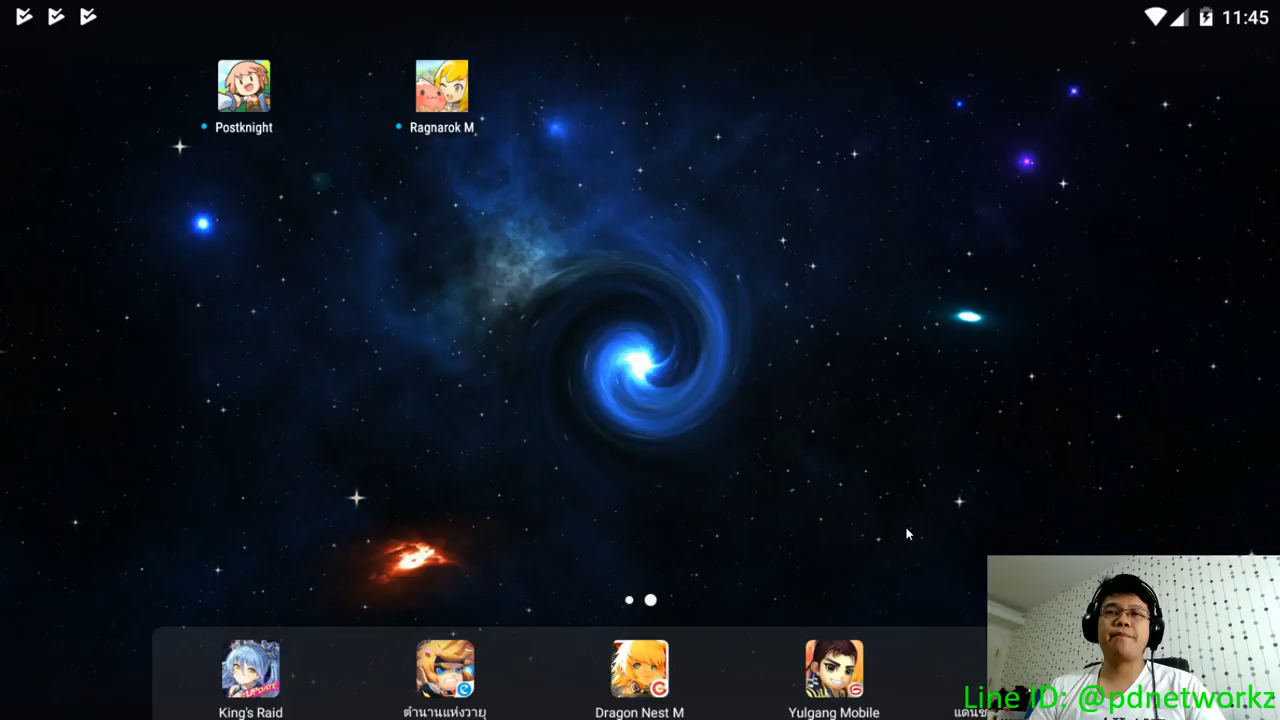 11:45
Postknight
Ragnarok M
UPDATE
King's Raid
ตำนานแห่งวายุ
Dragon Nest M
Yulgang Mobile
Line ID: @pdnetworkz